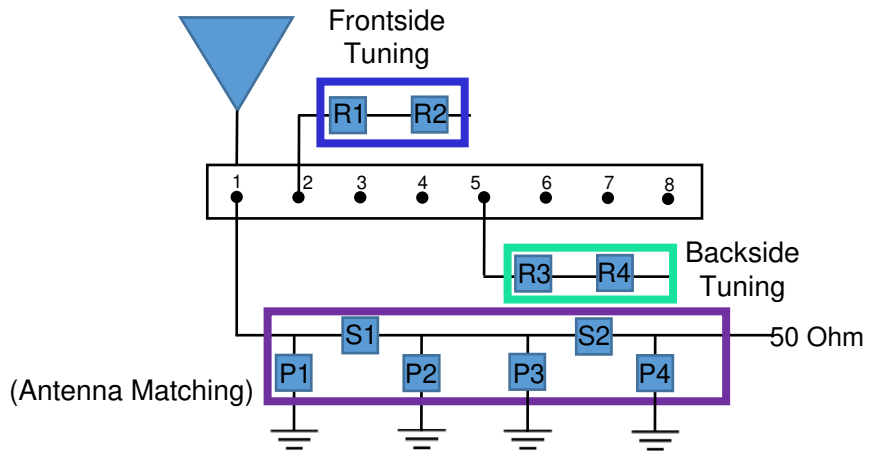 Frontside
Tuning
R1 R2
1 2 3 4 5 6 7 8
Backside
Tuning
R3 R4
S1 S2
50 Ohm
P1 P2 P3 P4
(Antenna Matching)